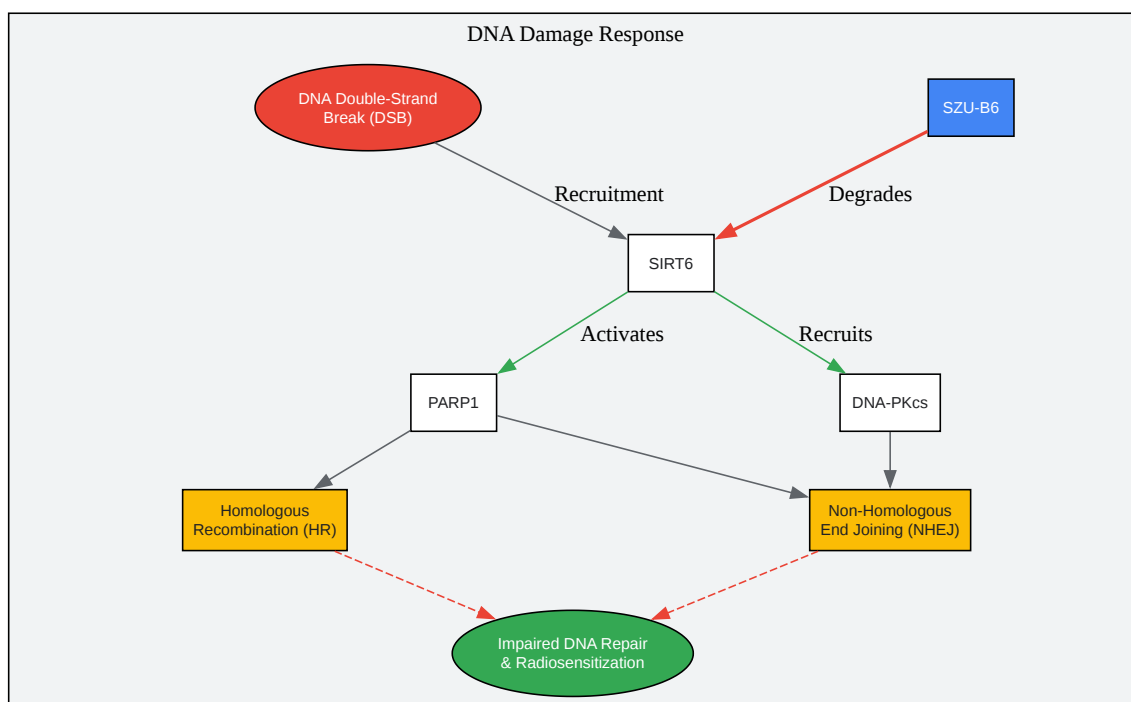 DNA Damage Response
DNA Double-Strand
Break (DSB)
SZU-B6
Recruitment
Degrades
SIRT6
Activates
Recruits
PARP1
DNA-PKcs
Homologous
Recombination (HR)
Non-Homologous
End Joining (NHEJ)
Impaired DNA Repair
& Radiosensitization